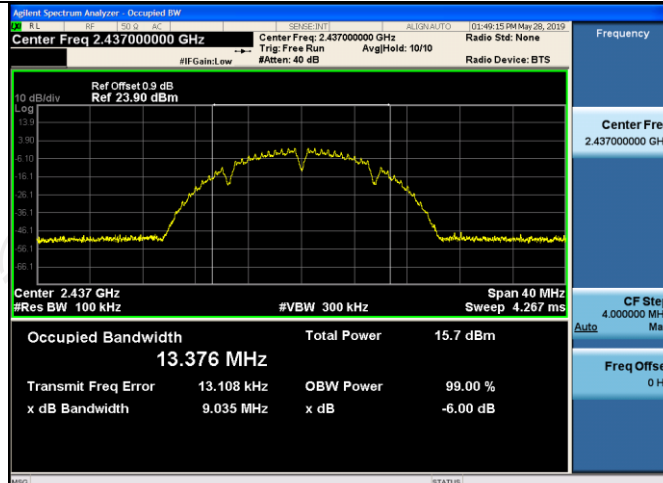 Agilent Spectrum Analyzer - Occupied BW
RL RF 50 Ω AC SENSE:INT ALIGNAUTO 01:49:15 PM May 28, 2019
Center Freq 2.437000000 GHz Center Freq: 2.437000000 GHz Radio Std: None
Trig: Free Run Avg|Hold: 10/10
#IFGain:Low #Atten: 40 dB Radio Device: BTS
Frequency
Ref Offset 0.9 dB
10 dB/div Ref 23.90 dBm
Log
13.9
3.90
-6.10
-16.1
-26.1
-36.1
-46.1
-56.1
-66.1
Center Fre
2.437000000 GH
Center 2.437 GHz Span 40 MHz
#Res BW 100 kHz #VBW 300 kHz Sweep 4.267 ms
CF Step
4.000000 MH
Auto Ma
Occupied Bandwidth Total Power 15.7 dBm
13.376 MHz
Transmit Freq Error 13.108 kHz OBW Power 99.00 %
x dB Bandwidth 9.035 MHz x dB -6.00 dB
Freq Offse
0 H
MSG STATUS